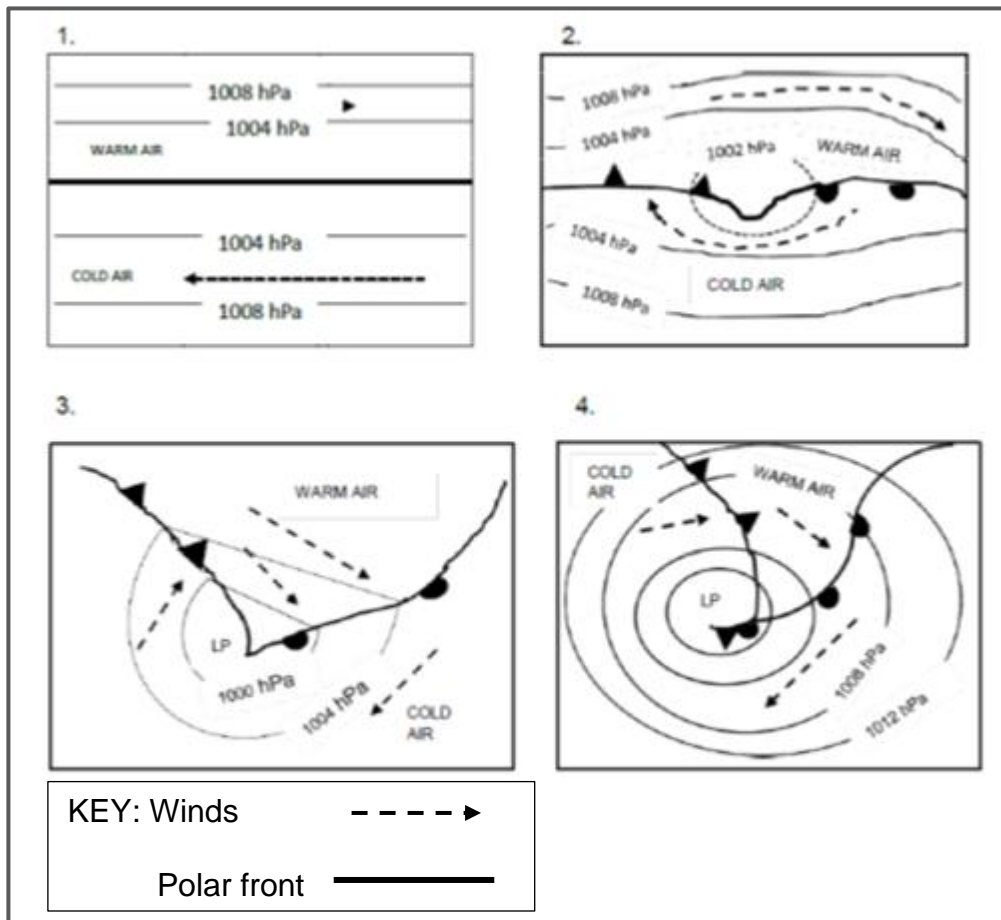 1.
1008 hPa
1004 hPa
WARM AIR
1004 hPa
COLD AIR
1008 hPa
2.
1008 hPa
1004 hPa
1002 hPa
WARM AIR
1004 hPa
COLD AIR
1008 hPa
3.
WARM AIR
LP
1000 hPa
1004 hPa
COLD
AIR
4.
COLD
AIR
WARM AIR
LP
1008 hPa
1012 hPa
KEY: Winds
Polar front